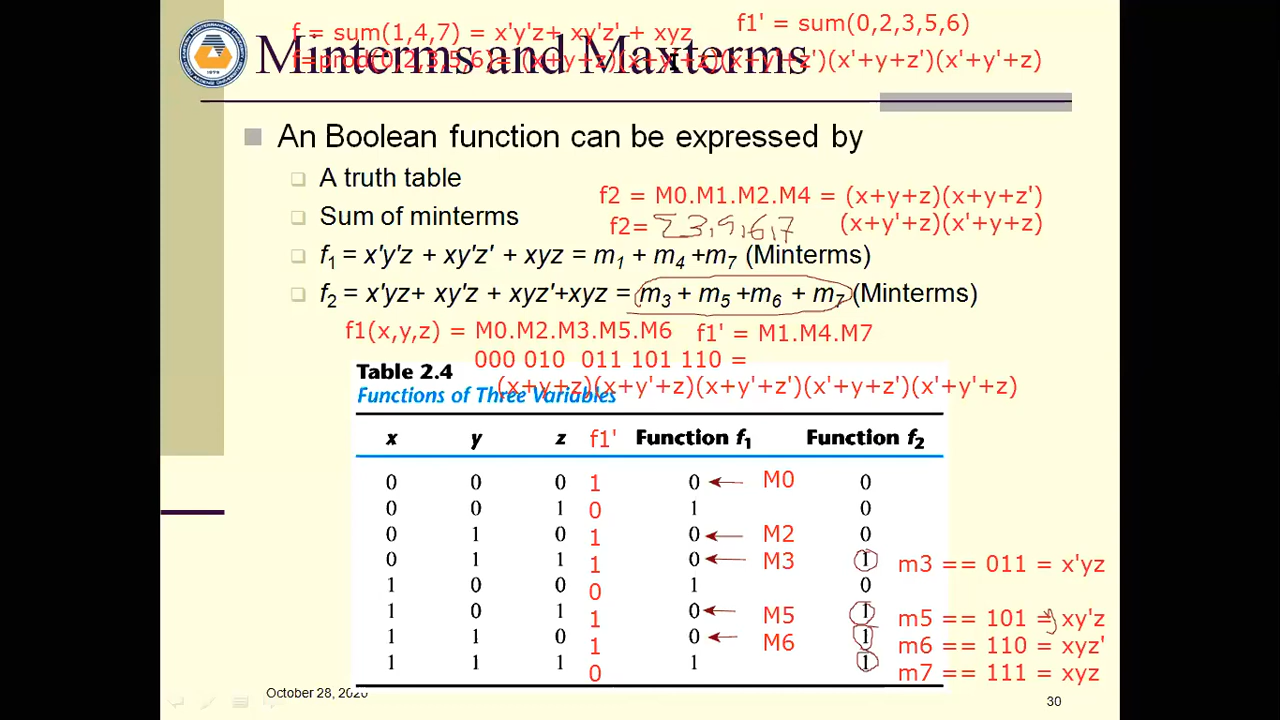 f = sum(1,4,7) = x'y'z+ xy'z' + xyz
f1' = sum(0,2,3,5,6)
Minterms and Maxterms
f=prod(0,2,3,5,6)= (x+y+z)(x+y'+z)(x+y'+z')(x'+y+z')(x'+y'+z)
An Boolean function can be expressed by
A truth table
f2 = M0.M1.M2.M4 = (x+y+z)(x+y+z')
Sum of minterms
f2= Σ3,5,6,7 (x+y'+z)(x'+y+z)
f1 = x'y'z + xy'z' + xyz = m1 + m4 +m7 (Minterms)
f2 = x'yz+ xy'z + xyz'+xyz = m3 + m5 +m6 + m7 (Minterms)
f1(x,y,z) = M0.M2.M3.M5.M6 f1' = M1.M4.M7
000 010 011 101 110 =
Table 2.4
(x+y+z)(x+y'+z)(x+y'+z')(x'+y+z')(x'+y'+z)
Functions of Three Variables
x y z f1' Function f1 Function f2
0 0 0 1 0 M0 0
0 0 1 0 1 0
0 1 0 1 0 M2 0
0 1 1 1 0 M3 1 m3 == 011 = x'yz
1 0 0 0 1 0
1 0 1 1 0 M5 1 m5 == 101 = xy'z
1 1 0 1 0 M6 1 m6 == 110 = xyz'
1 1 1 0 1 1 m7 == 111 = xyz
October 28, 2020
30